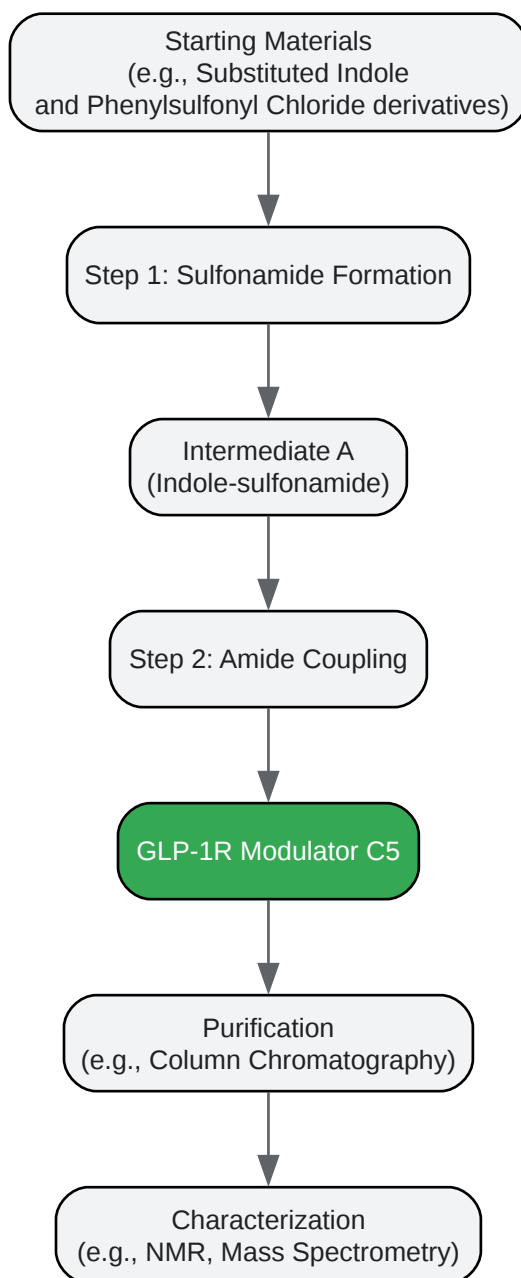 Starting Materials
(e.g., Substituted Indole
and Phenylsulfonyl Chloride derivatives)
Step 1: Sulfonamide Formation
Intermediate A
(Indole-sulfonamide)
Step 2: Amide Coupling
GLP-1R Modulator C5
Purification
(e.g., Column Chromatography)
Characterization
(e.g., NMR, Mass Spectrometry)